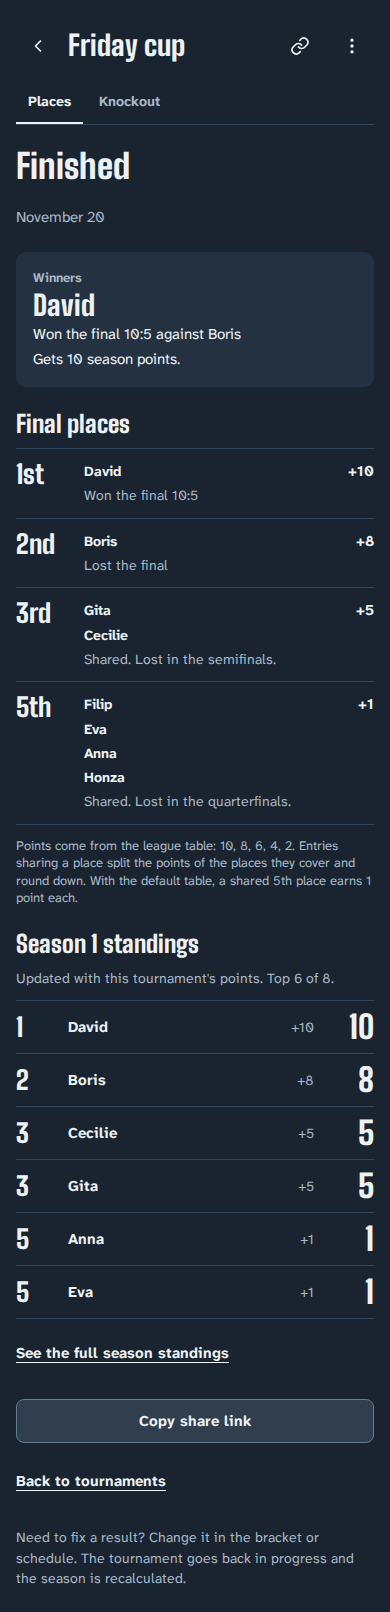 Friday cup
Places Knockout
Finished
November 20
Winners
David
Won the final 10:5 against Boris
Gets 10 season points.
Final places
1st David +10
Won the final 10:5
2nd Boris +8
Lost the final
3rd Gita +5
Cecilie
Shared. Lost in the semifinals.
5th Filip +1
Eva
Anna
Honza
Shared. Lost in the quarterfinals.
Points come from the league table: 10, 8, 6, 4, 2. Entries
sharing a place split the points of the places they cover and
round down. With the default table, a shared 5th place earns 1
point each.
Season 1 standings
Updated with this tournament's points. Top 6 of 8.
1 David +10 10
2 Boris +8 8
3 Cecilie +5 5
3 Gita +5 5
5 Anna +1 1
5 Eva +1 1
See the full season standings
Copy share link
Back to tournaments
Need to fix a result? Change it in the bracket or
schedule. The tournament goes back in progress and
the season is recalculated.